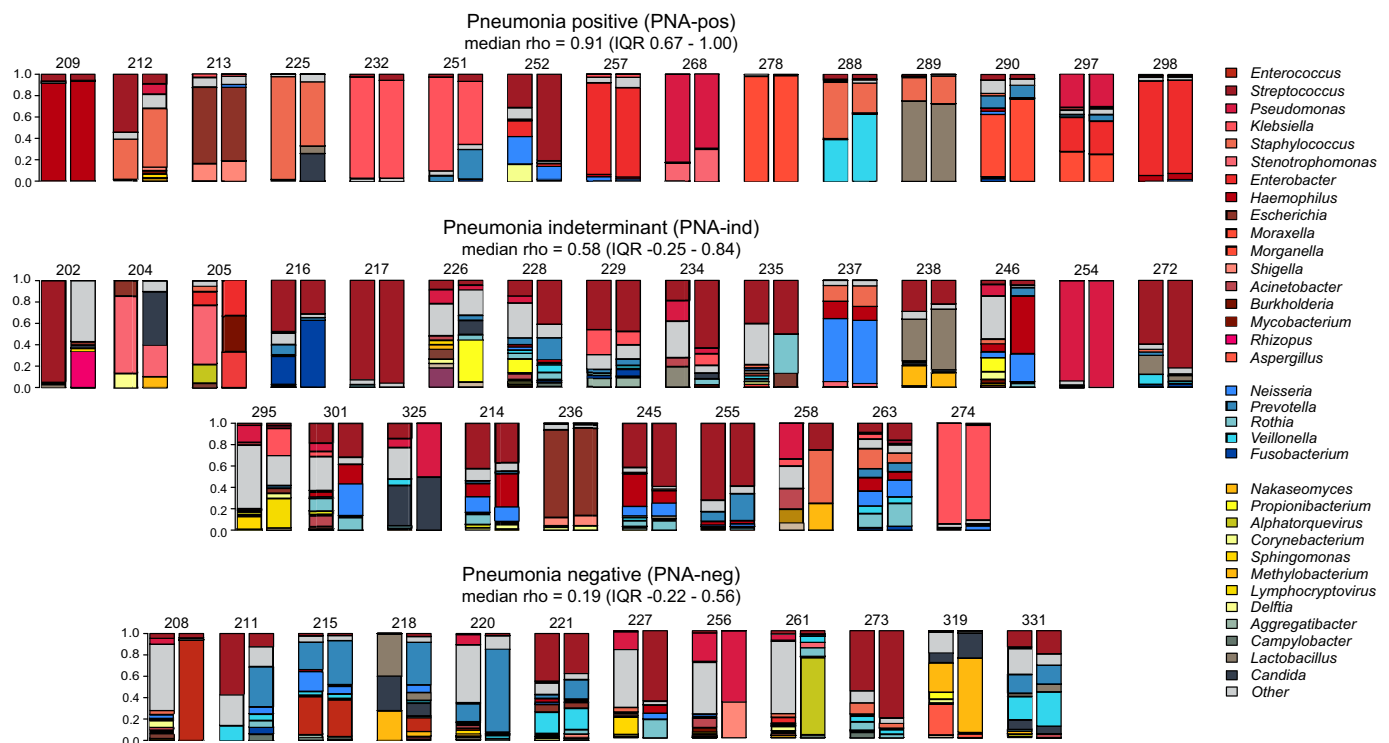 Pneumonia positive (PNA-pos)
median rho = 0.91 (IQR 0.67 - 1.00)
209 212 213 225 232 251 252 257 268 278 288 289 290 297 298
1.0
0.8
0.6
0.4
0.2
0.0
Pneumonia indeterminant (PNA-ind)
median rho = 0.58 (IQR -0.25 - 0.84)
202 204 205 216 217 226 228 229 234 235 237 238 246 254 272
1.0
0.8
0.6
0.4
0.2
0.0
295 301 325 214 236 245 255 258 263 274
1.0
0.8
0.6
0.4
0.2
0.0
Pneumonia negative (PNA-neg)
median rho = 0.19 (IQR -0.22 - 0.56)
208 211 215 218 220 221 227 256 261 273 319 331
1.0
0.8
0.6
0.4
0.2
0.0
Enterococcus
Streptococcus
Pseudomonas
Klebsiella
Staphylococcus
Stenotrophomonas
Enterobacter
Haemophilus
Escherichia
Moraxella
Morganella
Shigella
Acinetobacter
Burkholderia
Mycobacterium
Rhizopus
Aspergillus
Neisseria
Prevotella
Rothia
Veillonella
Fusobacterium
Nakaseomyces
Propionibacterium
Alphatorquevirus
Corynebacterium
Sphingomonas
Methylobacterium
Lymphocryptovirus
Delftia
Aggregatibacter
Campylobacter
Lactobacillus
Candida
Other